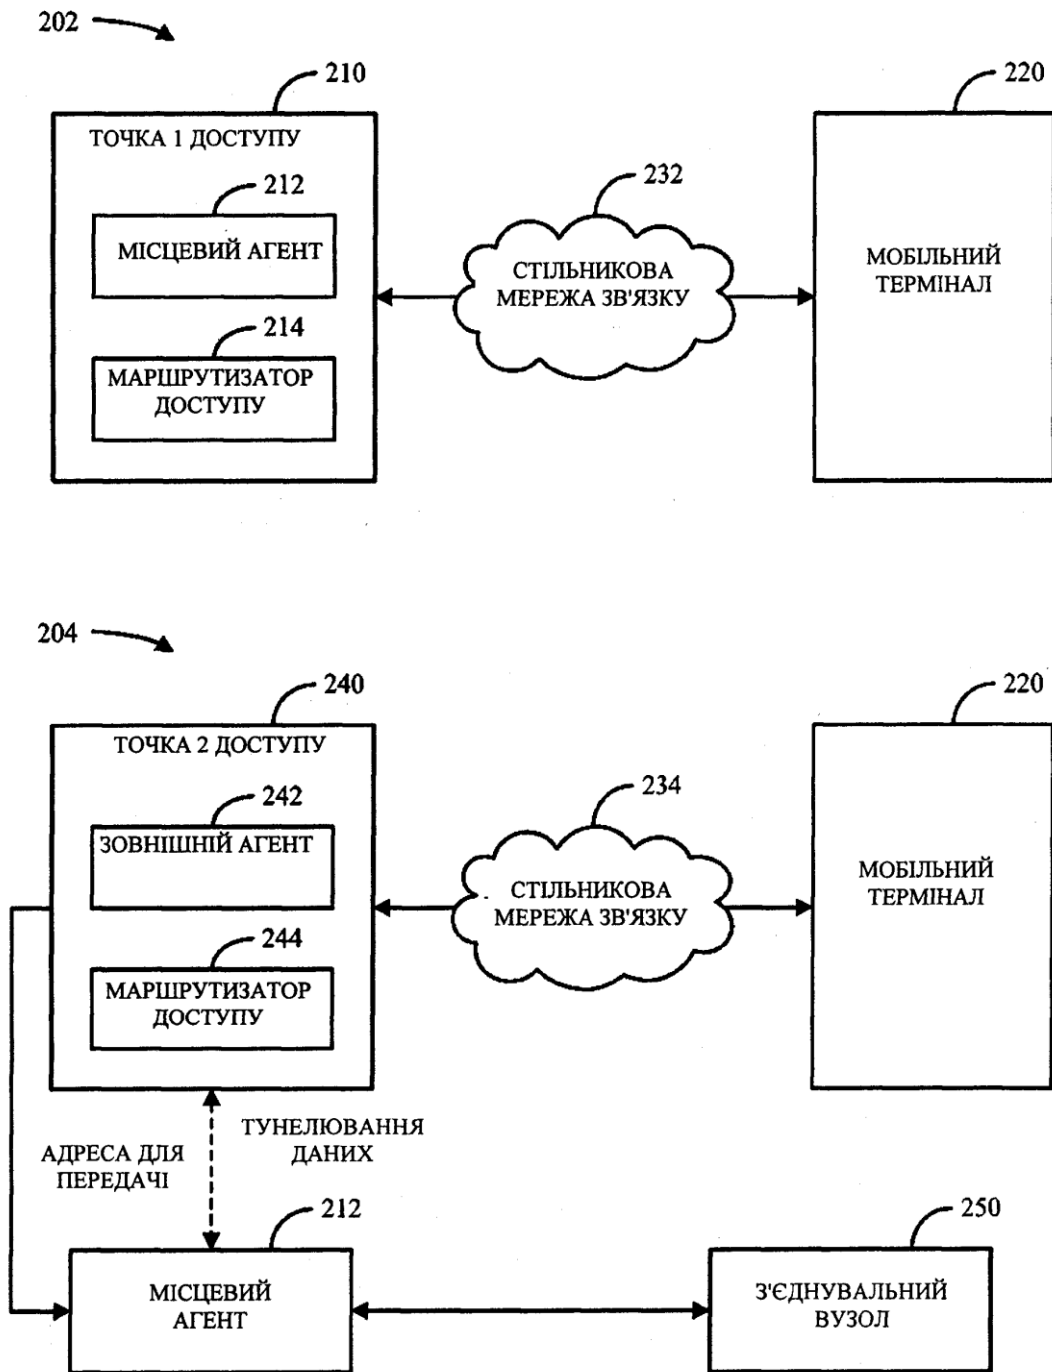 202
210
220
ТОЧКА 1 ДОСТУПУ
212
МІСЦЕВИЙ АГЕНТ
214
МАРШРУТИЗАТОР
ДОСТУПУ
232
СТІЛЬНИКОВА
МЕРЕЖА ЗВ'ЯЗКУ
МОБІЛЬНИЙ
ТЕРМІНАЛ
204
240
220
ТОЧКА 2 ДОСТУПУ
242
ЗОВНІШНІЙ АГЕНТ
244
МАРШРУТИЗАТОР
ДОСТУПУ
234
СТІЛЬНИКОВА
МЕРЕЖА ЗВ'ЯЗКУ
МОБІЛЬНИЙ
ТЕРМІНАЛ
АДРЕСА ДЛЯ
ПЕРЕДАЧІ
ТУНЕЛЮВАННЯ
ДАНИХ
212
МІСЦЕВИЙ
АГЕНТ
250
З'ЄДНУВАЛЬНИЙ
ВУЗОЛ